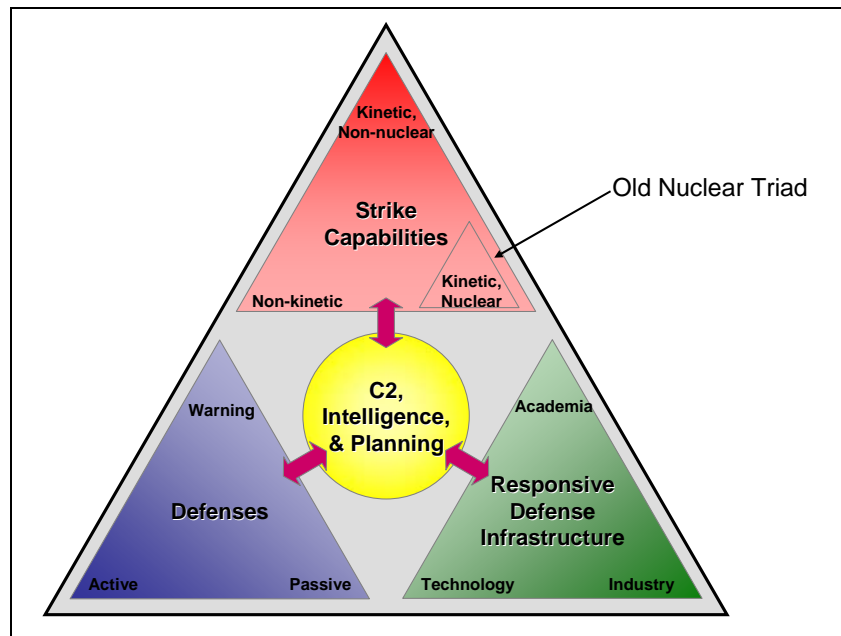 Kinetic,
Non-nuclear
Old Nuclear Triad
Strike
Capabilities
Kinetic,
Nuclear
Non-kinetic
C2,
Intelligence,
& Planning
Warning
Defenses
Active
Passive
Academia
Responsive
Defense
Infrastructure
Technology
Industry